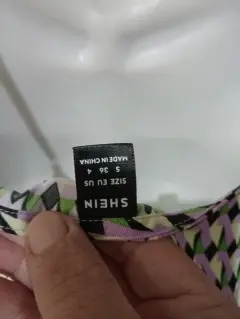 SHEIN
SIZE EU US
S 36 4
MADE IN CHINA